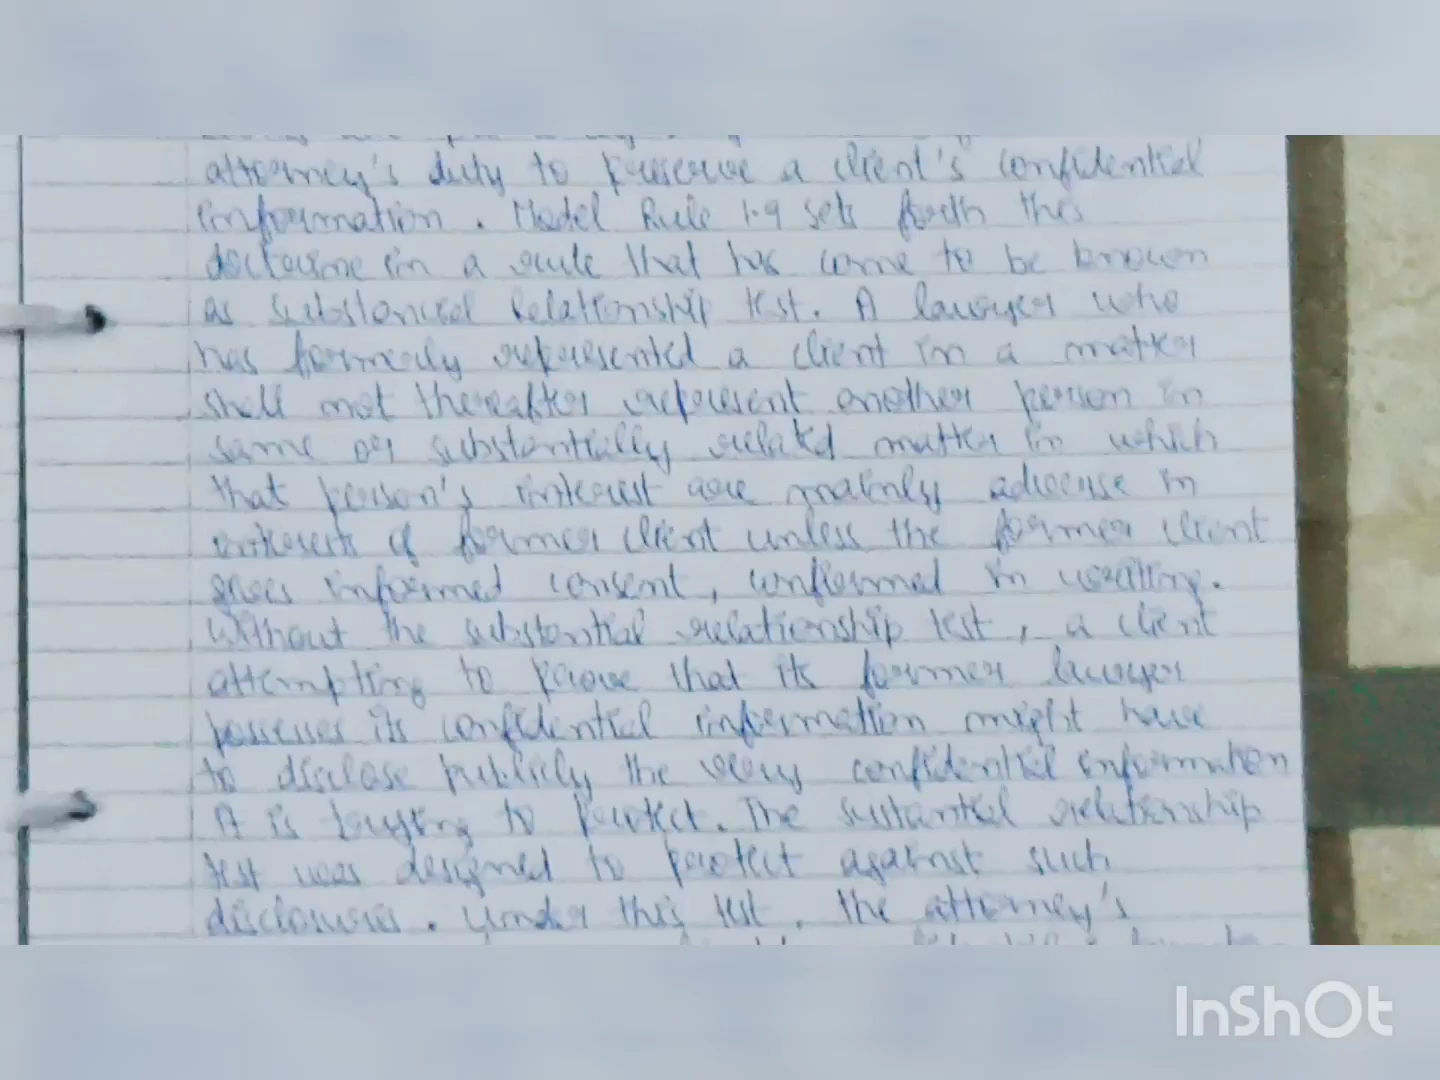 attorney's duty to preserve a client's confidential
information. Model Rule 1.9 sets forth this
doctrine in a rule that has come to be known
as substancial Relationship test. A lawyer who
has formerly represented a client in a matter
shall not thereafter represent another person in
same or substantially related matter in which
that person's interest are mainly adverse in
interests of former client unless the former client
gives informed consent, confirmed in writing.
Without the substantial relationship test, a client
attempting to prove that its former lawyer
possesses its confidential information might have
to disclose publicly the very confidential information
it is trying to protect. The sustantial relationship
test was designed to protect against such
disclosures. Under this test, the attorney's
InShOt